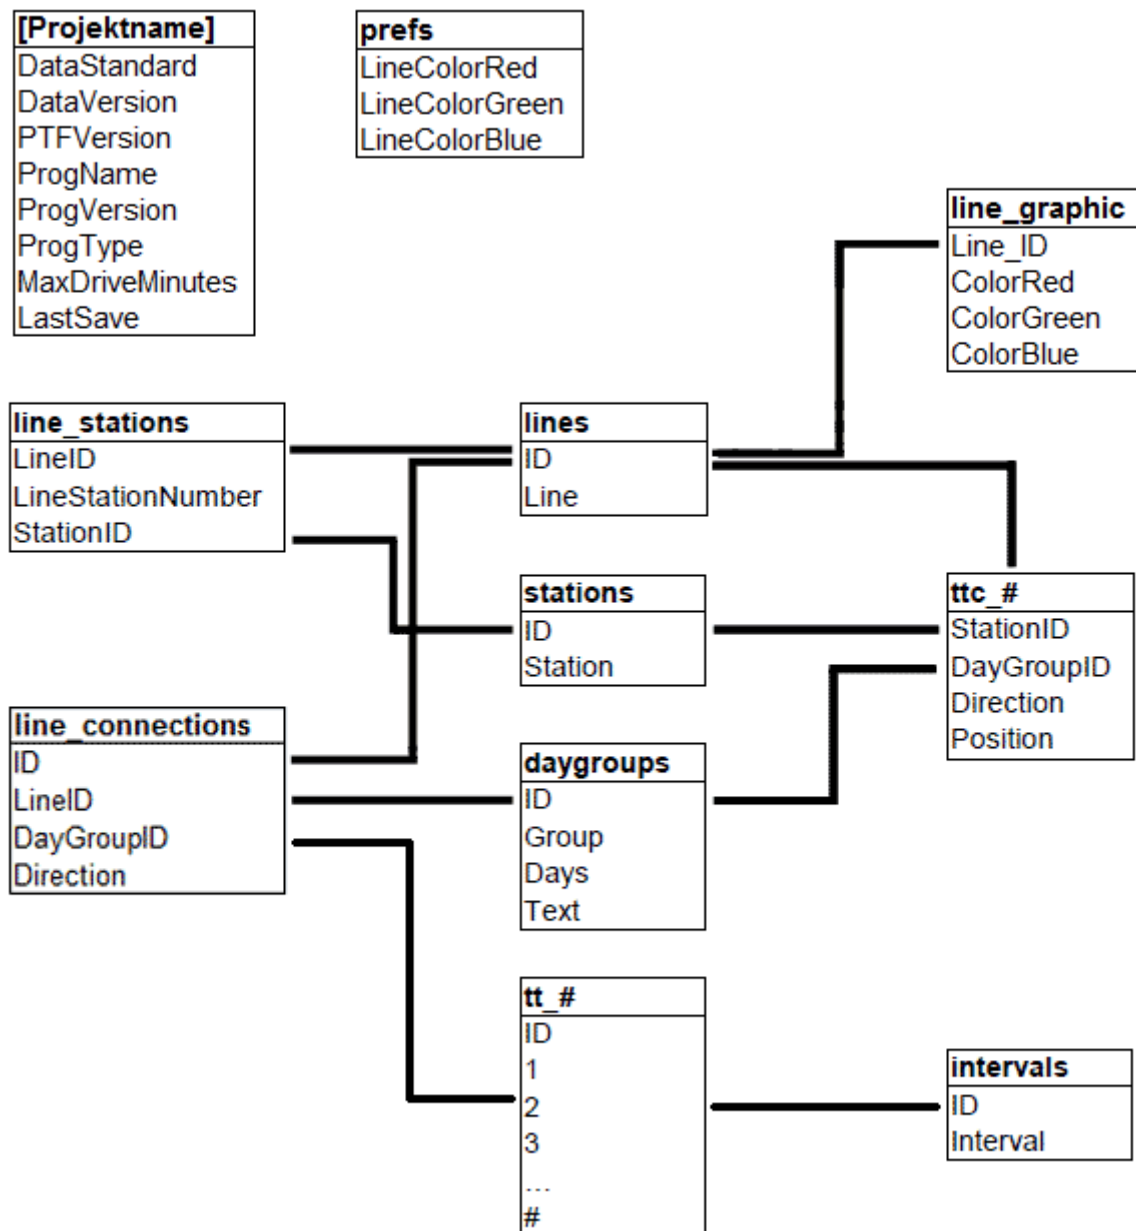 [Projektname]
DataStandard
DataVersion
PTFVersion
ProgName
ProgVersion
ProgType
MaxDriveMinutes
LastSave
prefs
LineColorRed
LineColorGreen
LineColorBlue
line_graphic
Line_ID
ColorRed
ColorGreen
ColorBlue
line_stations
LineID
LineStationNumber
StationID
lines
ID
Line
stations
ID
Station
ttc_#
StationID
DayGroupID
Direction
Position
line_connections
ID
LineID
DayGroupID
Direction
daygroups
ID
Group
Days
Text
tt_#
ID
1
2
3
...
#
intervals
ID
Interval